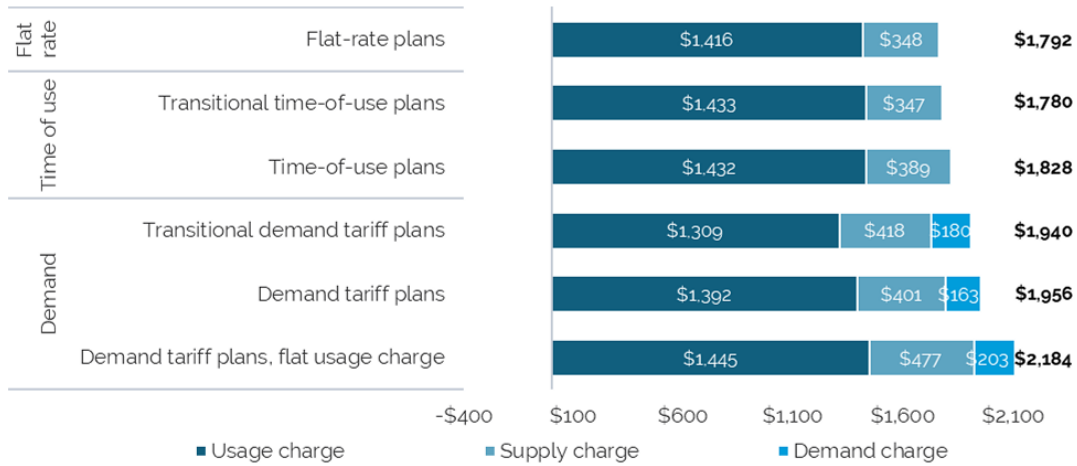 Flat rate
Flat-rate plans $1,416 $348 $1,792
Time of use
Transitional time-of-use plans $1,433 $347 $1,780
Time-of-use plans $1,432 $389 $1,828
Demand
Transitional demand tariff plans $1,309 $418 $180 $1,940
Demand tariff plans $1,392 $401 $163 $1,956
Demand tariff plans, flat usage charge $1,445 $477 $203 $2,184
-$400 $100 $600 $1,100 $1,600 $2,100
Usage charge Supply charge Demand charge